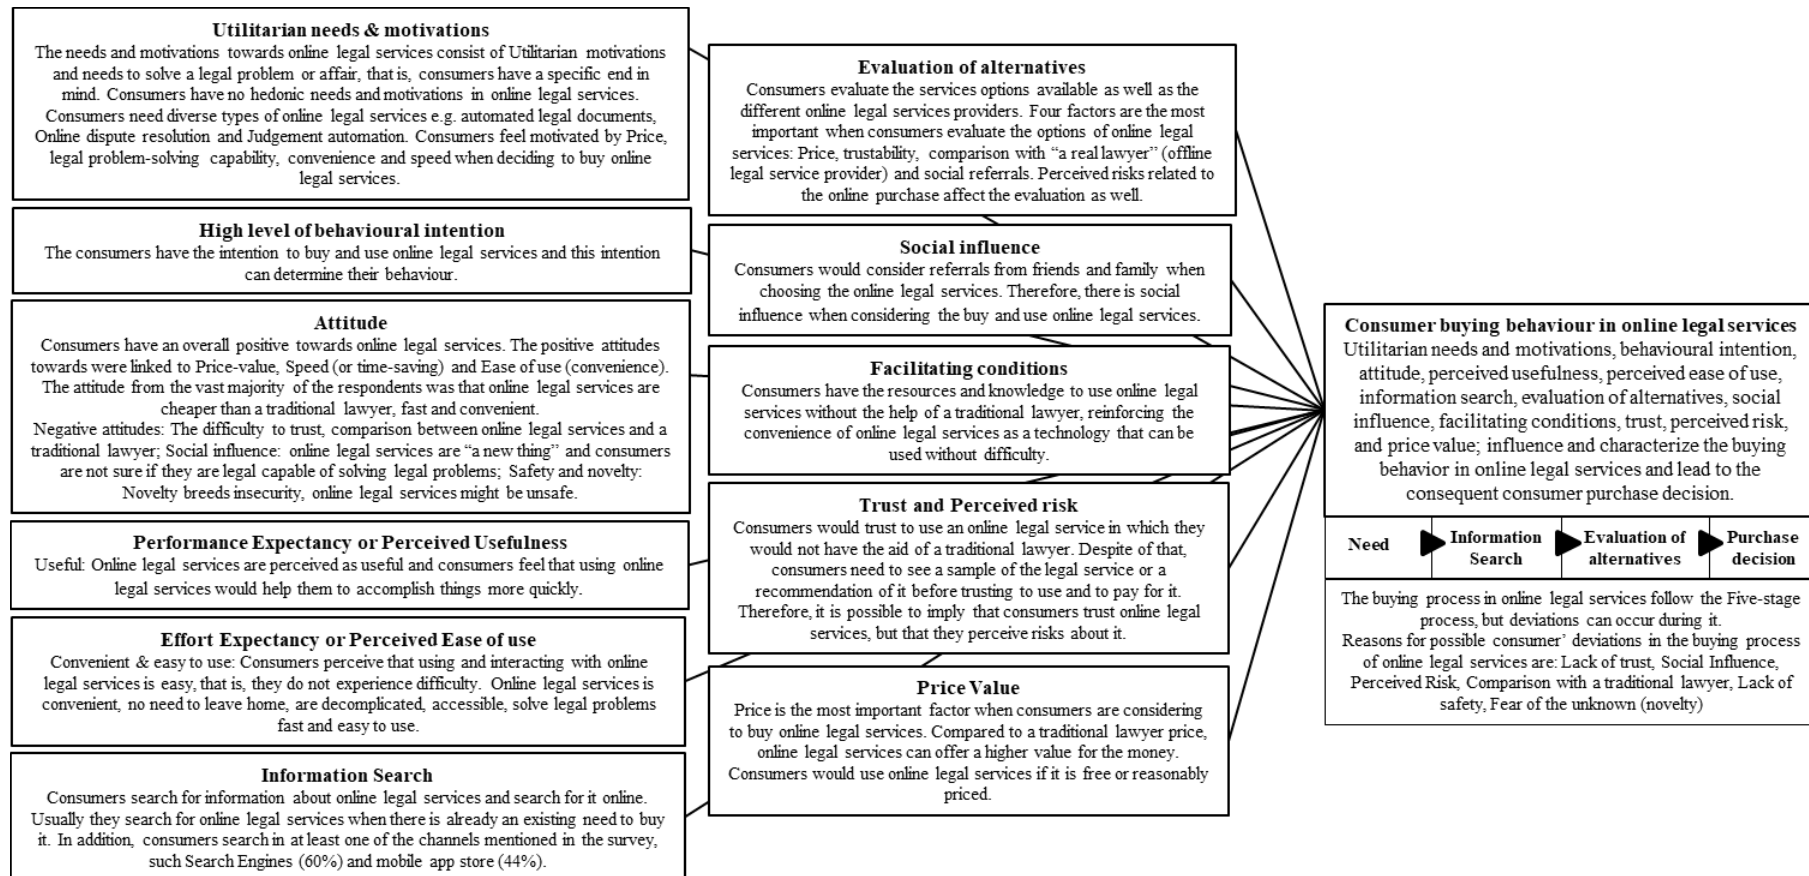 Utilitarian needs & motivations
The needs and motivations towards online legal services consist of Utilitarian motivations
and needs to solve a legal problem or affair, that is, consumers have a specific end in
mind. Consumers have no hedonic needs and motivations in online legal services.
Consumers need diverse types of online legal services e.g. automated legal documents,
Online dispute resolution and Judgement automation. Consumers feel motivated by Price,
legal problem-solving capability, convenience and speed when deciding to buy online
legal services.
High level of behavioural intention
The consumers have the intention to buy and use online legal services and this intention
can determine their behaviour.
Attitude
Consumers have an overall positive towards online legal services. The positive attitudes
towards were linked to Price-value, Speed (or time-saving) and Ease of use (convenience).
The attitude from the vast majority of the respondents was that online legal services are
cheaper than a traditional lawyer, fast and convenient.
Negative attitudes: The difficulty to trust, comparison between online legal services and a
traditional lawyer; Social influence: online legal services are “a new thing” and consumers
are not sure if they are legal capable of solving legal problems; Safety and novelty:
Novelty breeds insecurity, online legal services might be unsafe.
Performance Expectancy or Perceived Usefulness
Useful: Online legal services are perceived as useful and consumers feel that using online
legal services would help them to accomplish things more quickly.
Effort Expectancy or Perceived Ease of use
Convenient & easy to use: Consumers perceive that using and interacting with online
legal services is easy, that is, they do not experience difficulty. Online legal services is
convenient, no need to leave home, are decomplicated, accessible, solve legal problems
fast and easy to use.
Information Search
Consumers search for information about online legal services and search for it online.
Usually they search for online legal services when there is already an existing need to buy
it. In addition, consumers search in at least one of the channels mentioned in the survey,
such Search Engines (60%) and mobile app store (44%).
Evaluation of alternatives
Consumers evaluate the services options available as well as the
different online legal services providers. Four factors are the most
important when consumers evaluate the options of online legal
services: Price, trustability, comparison with “a real lawyer” (offline
legal service provider) and social referrals. Perceived risks related to
the online purchase affect the evaluation as well.
Social influence
Consumers would consider referrals from friends and family when
choosing the online legal services. Therefore, there is social
influence when considering the buy and use online legal services.
Facilitating conditions
Consumers have the resources and knowledge to use online legal
services without the help of a traditional lawyer, reinforcing the
convenience of online legal services as a technology that can be
used without difficulty.
Trust and Perceived risk
Consumers would trust to use an online legal service in which they
would not have the aid of a traditional lawyer. Despite of that,
consumers need to see a sample of the legal service or a
recommendation of it before trusting to use and to pay for it.
Therefore, it is possible to imply that consumers trust online legal
services, but that they perceive risks about it.
Price Value
Price is the most important factor when consumers are considering
to buy online legal services. Compared to a traditional lawyer price,
online legal services can offer a higher value for the money.
Consumers would use online legal services if it is free or reasonably
priced.
Consumer buying behaviour in online legal services
Utilitarian needs and motivations, behavioural intention,
attitude, perceived usefulness, perceived ease of use,
information search, evaluation of alternatives, social
influence, facilitating conditions, trust, perceived risk,
and price value; influence and characterize the buying
behavior in online legal services and lead to the
consequent consumer purchase decision.
Need
Information
Search
Evaluation of
alternatives
Purchase
decision
The buying process in online legal services follow the Five-stage
process, but deviations can occur during it.
Reasons for possible consumer’ deviations in the buying process
of online legal services are: Lack of trust, Social Influence,
Perceived Risk, Comparison with a traditional lawyer, Lack of
safety, Fear of the unknown (novelty)